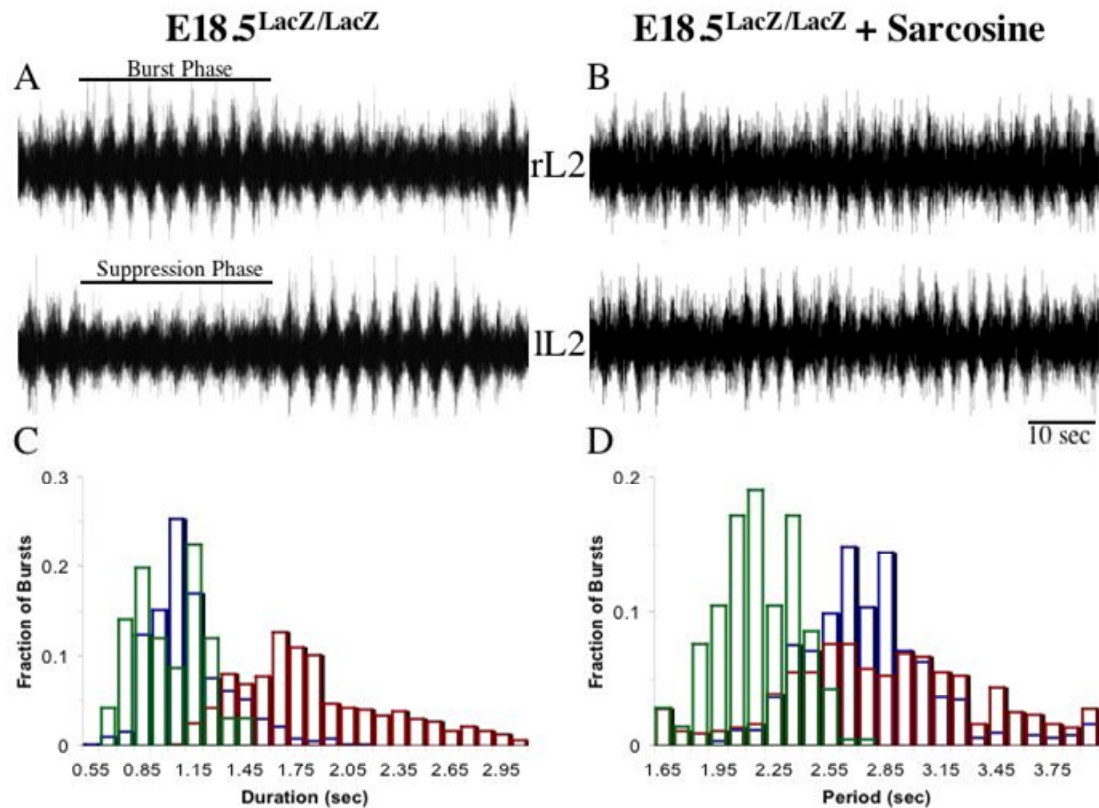 E18.5LacZ/LacZ
E18.5LacZ/LacZ + Sarcosine
A
Burst Phase
B
rL2
Suppression Phase
lL2
10 sec
C
D
0.3
0.2
0.1
0
Fraction of Bursts
0.55 0.85 1.15 1.45 1.75 2.05 2.35 2.65 2.95
Duration (sec)
0.2
0.1
0
Fraction of Bursts
1.65 1.95 2.25 2.55 2.85 3.15 3.45 3.75
Period (sec)